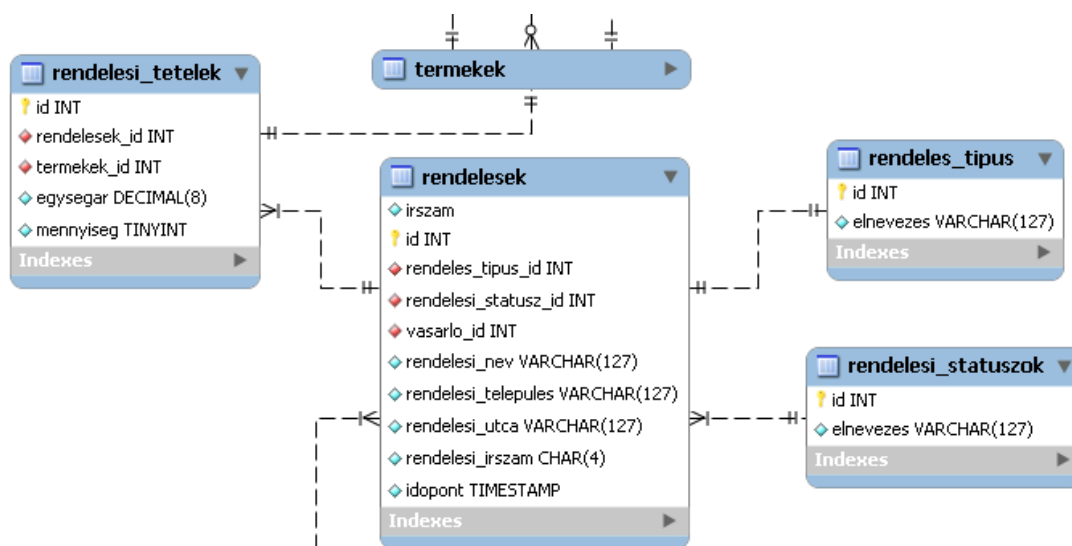 rendelesi_tetelek
id INT
rendelesek_id INT
termekek_id INT
egysegar DECIMAL(8)
mennyiseg TINYINT
Indexes
termekek
rendelesek
irszam
id INT
rendeles_tipus_id INT
rendelesi_statusz_id INT
vasarlo_id INT
rendelesi_nev VARCHAR(127)
rendelesi_telepules VARCHAR(127)
rendelesi_utca VARCHAR(127)
rendelesi_irszam CHAR(4)
idopont TIMESTAMP
Indexes
rendeles_tipus
id INT
elnevezes VARCHAR(127)
Indexes
rendelesi_statuszok
id INT
elnevezes VARCHAR(127)
Indexes